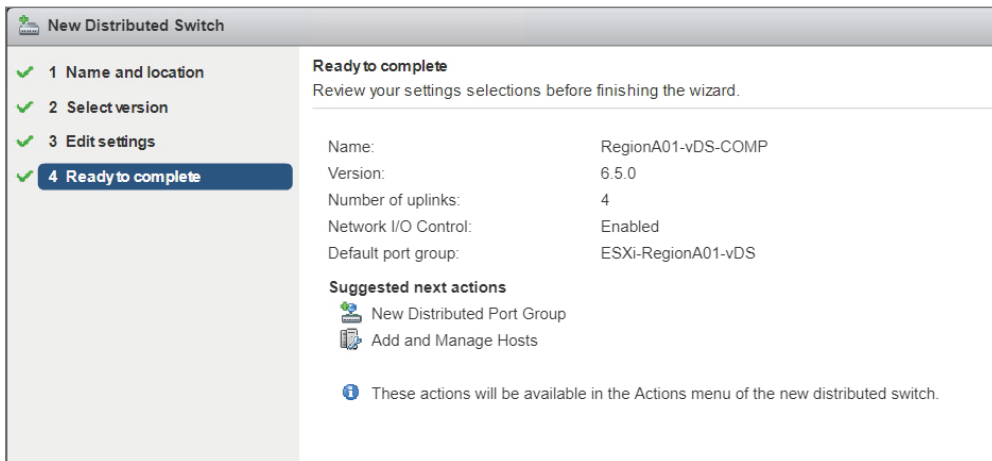 New Distributed Switch
1 Name and location
2 Select version
3 Edit settings
4 Ready to complete
Ready to complete
Review your settings selections before finishing the wizard.
Name: RegionA01-vDS-COMP
Version: 6.5.0
Number of uplinks: 4
Network I/O Control: Enabled
Default port group: ESXi-RegionA01-vDS
Suggested next actions
New Distributed Port Group
Add and Manage Hosts
These actions will be available in the Actions menu of the new distributed switch.